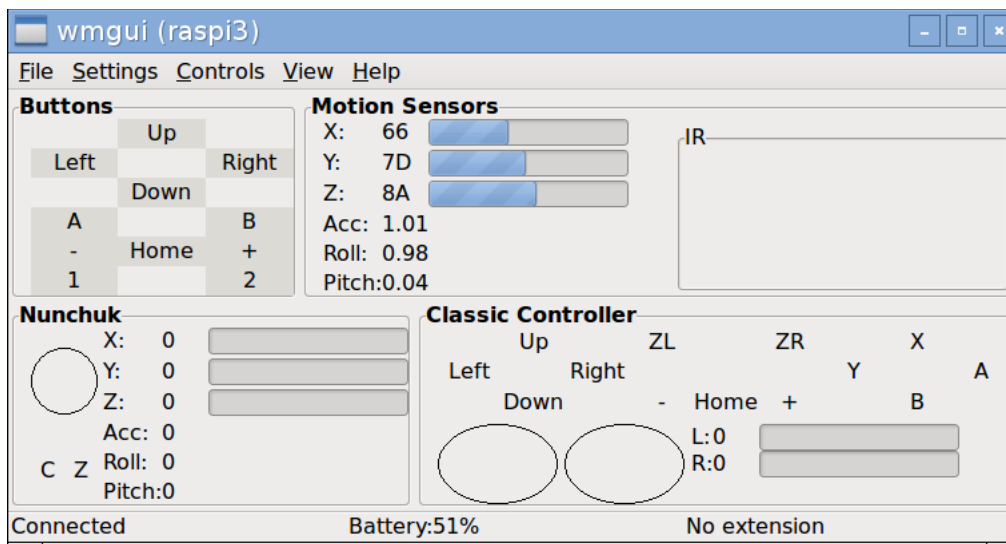 wmgui (raspi3)
File Settings Controls View Help
Buttons
Up
Left Right
Down
A B
- Home +
1 2
Motion Sensors
X: 66
Y: 7D
Z: 8A
Acc: 1.01
Roll: 0.98
Pitch:0.04
IR
Nunchuk
X: 0
Y: 0
Z: 0
Acc: 0
Roll: 0
Pitch:0
C Z
Classic Controller
Up ZL ZR X
Left Right Y A
Down - Home + B
L:0
R:0
Connected Battery:51% No extension